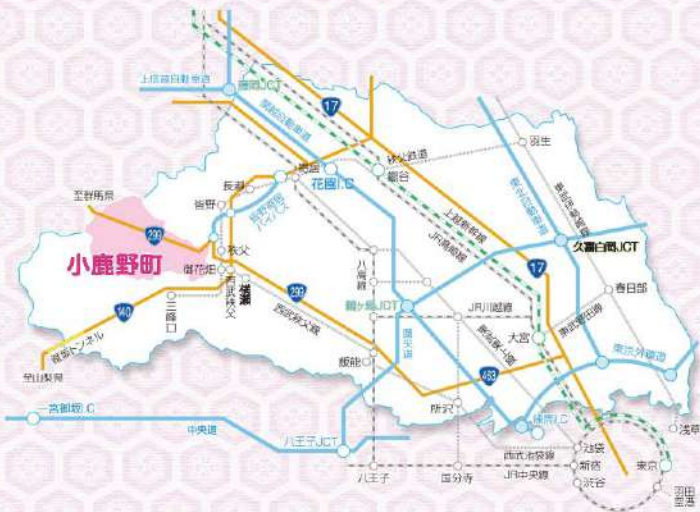 上信越自動車道
藤岡JCT
関越自動車道
17
秩父鉄道
熊谷
羽生
寄居
花園I.C
長瀞
皆野
皆野寄居バイパス
至群馬県
299
小鹿野町
秩父
御花畑
西武秩父
横瀬
三峰口
140
雁坂トンネル
至山梨県
299
西武秩父線
飯能
八高線
鶴ヶ島JCT
圏央道
上越新幹線
JR高崎線
17
東北自動車道
久喜白岡JCT
春日部
JR川越線
大宮
463
所沢
東京外環道
練馬I.C
浅草
一宮御坂I.C
中央道
八王子JCT
八王子
国分寺
西武池袋線
JR中央線
池袋
新宿
渋谷
東京
羽田空港